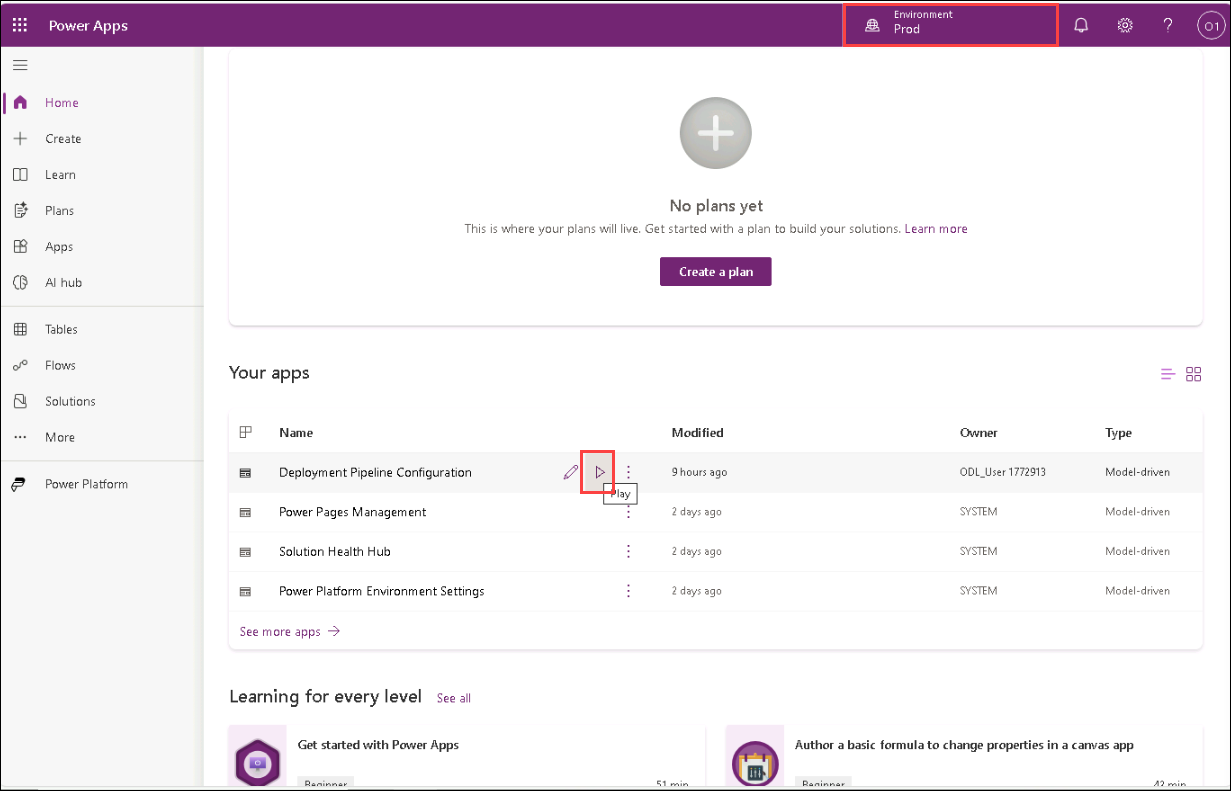 Power Apps
Environment
Prod
?
O1
Home
Create
Learn
Plans
Apps
AI hub
Tables
Flows
Solutions
More
Power Platform
No plans yet
This is where your plans will live. Get started with a plan to build your solutions. Learn more
Create a plan
Your apps
Name Modified Owner Type
Deployment Pipeline Configuration 9 hours ago ODL_User 1772913 Model-driven
Play
Power Pages Management 2 days ago SYSTEM Model-driven
Solution Health Hub 2 days ago SYSTEM Model-driven
Power Platform Environment Settings 2 days ago SYSTEM Model-driven
See more apps →
Learning for every level See all
Get started with Power Apps
Beginner 51 min
Author a basic formula to change properties in a canvas app
Beginner 42 min